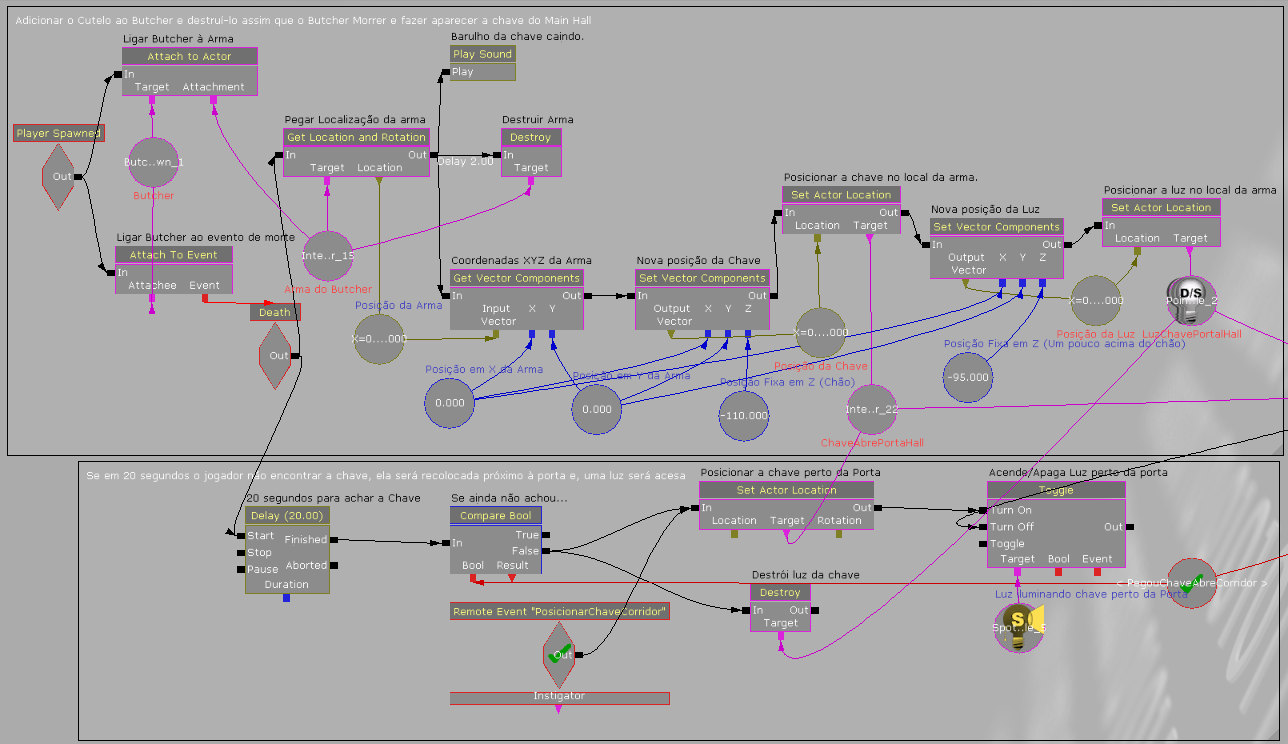 Adicionar o Cutelo ao Butcher e destruí-lo assim que o Butcher Morrer e fazer aparecer a chave do Main Hall
Ligar Butcher à Arma
Attach to Actor
In
Target Attachment
Player Spawned
Out
Butc..wn_1
Butcher
Ligar Butcher ao evento de morte
Attach To Event
In
Attachee Event
Death
Out
Barulho da chave caindo.
Play Sound
Play
Pegar Localização da arma
Get Location and Rotation
In Out
Target Location
Delay 2.00
Destruir Arma
Destroy
In
Target
Inte..r_15
Arma do Butcher
Posição da Arma
X=0....000
Coordenadas XYZ da Arma
Get Vector Components
In Out
Input X Y
Vector
Posição em X da Arma
0.000
Posição em Y da Arma
0.000
Nova posição da Chave
Set Vector Components
In Out
Output X Y Z
Vector
Posição Fixa em Z (Chão)
-110.000
Posicionar a chave no local da arma.
Set Actor Location
In Out
Location Target
X=0....000
Posição da Chave
Inte..r_22
ChaveAbrePortaHall
Nova posição da Luz
Set Vector Components
In Out
Output X Y Z
Vector
Posicionar a luz no local da arma
Set Actor Location
In
Location Target
X=0....000
Posição da Luz
D/S
LuzChavePortalHall
Posição Fixa em Z (Um pouco acima do chão)
-95.000
Se em 20 segundos o jogador não encontrar a chave, ela será recolocada próximo à porta e, uma luz será acesa
20 segundos para achar a Chave
Delay (20.00)
Start Finished
Stop
Aborted
Pause
Duration
Se ainda não achou...
Compare Bool
True
In
False
Bool Result
Remote Event "PosicionarChaveCorridor"
Out
Instigator
Posicionar a chave perto da Porta
Set Actor Location
In Out
Location Target Rotation
Destrói luz da chave
Destroy
In Out
Target
Acende/Apaga Luz perto da porta
Toggle
Turn On
Turn Off Out
Toggle
Target Bool Event
Luz iluminando chave perto da Porta
S
< PegouChaveAbreCorridor >